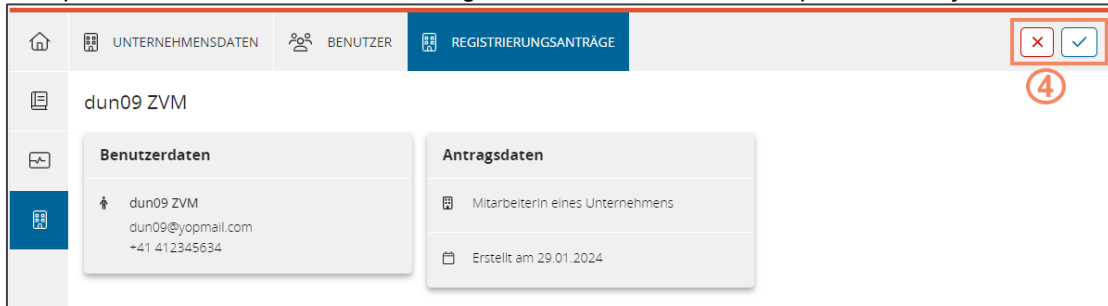 UNTERNEHMENSDATEN
BENUTZER
REGISTRIERUNGSANTRÄGE
4
dun09 ZVM
Benutzerdaten
dun09 ZVM
dun09@yopmail.com
+41 412345634
Antragsdaten
MitarbeiterIn eines Unternehmens
Erstellt am 29.01.2024